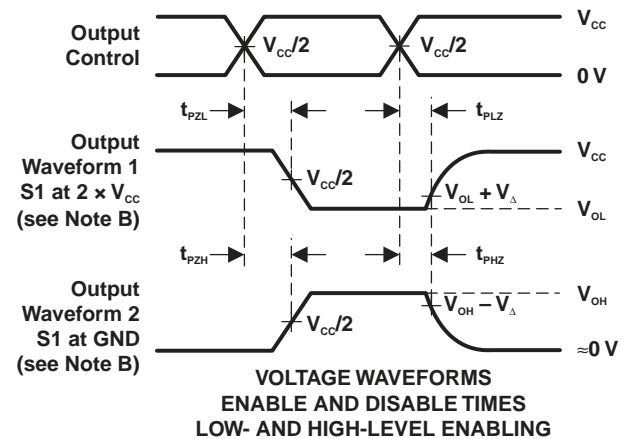 Output
Control
V_CC/2
V_CC/2
V_CC
0 V
t_PZL
t_PLZ
Output
Waveform 1
S1 at 2 × V_CC
(see Note B)
V_CC/2
V_CC
V_OL + V_Δ
V_OL
t_PZH
t_PHZ
Output
Waveform 2
S1 at GND
(see Note B)
V_CC/2
V_OH − V_Δ
V_OH
≈0 V
VOLTAGE WAVEFORMS
ENABLE AND DISABLE TIMES
LOW- AND HIGH-LEVEL ENABLING